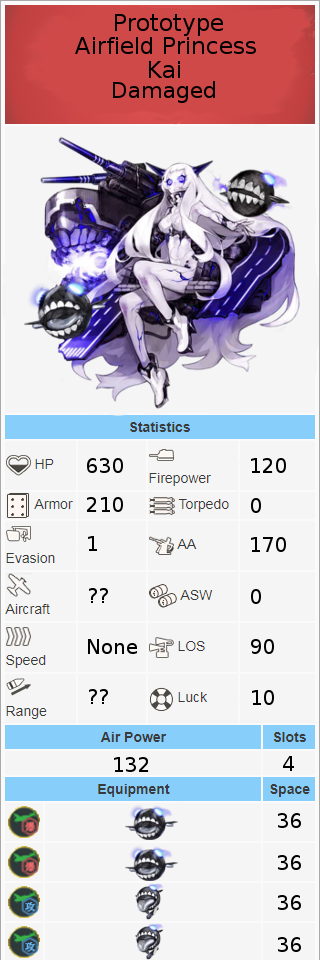 Prototype
Airfield Princess
Kai
Damaged
Statistics
HP 630 Firepower 120
Armor 210 Torpedo 0
Evasion 1 AA 170
Aircraft ?? ASW 0
Speed None LOS 90
Range ?? Luck 10
Air Power Slots
132 4
Equipment Space
36
36
36
36